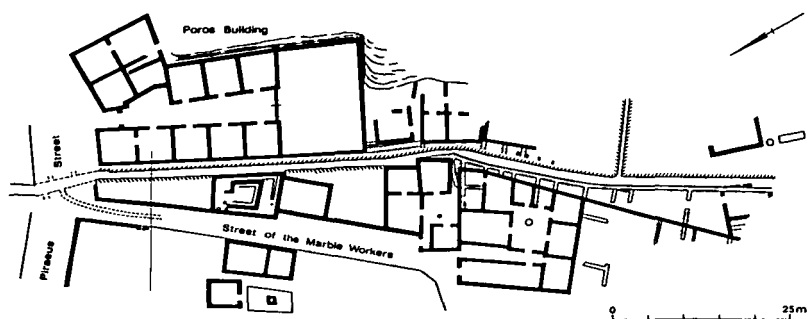 Poros Building
Street
Street of the Marble Workers
Piraeus
0 25m